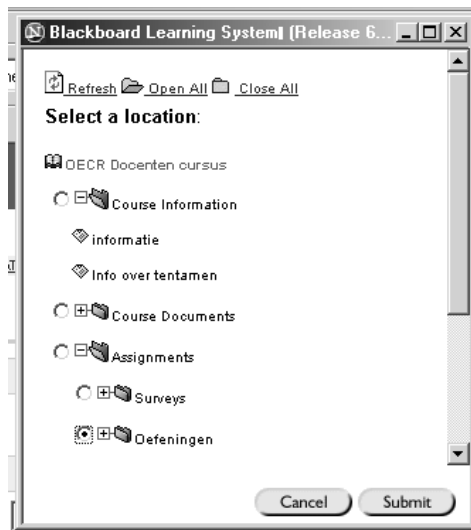 Blackboard Learning System| (Release 6...
Refresh Open All Close All
Select a location:
OECR Docenten cursus
Course Information
informatie
Info over tentamen
Course Documents
Assignments
Surveys
Oefeningen
Cancel Submit